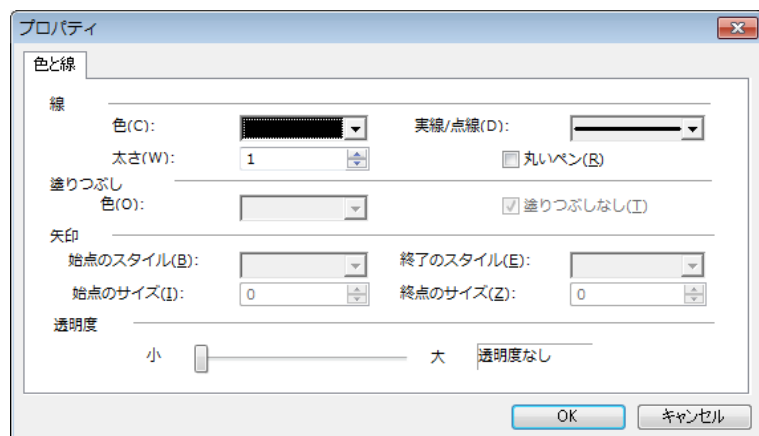 プロパティ
色と線
線
色(C): 実線/点線(D):
太さ(W): 1 丸いペン(R)
塗りつぶし
色(O): 塗りつぶしなし(T)
矢印
始点のスタイル(B): 終了のスタイル(E):
始点のサイズ(I): 0 終点のサイズ(Z): 0
透明度
小 大 透明度なし
OK キャンセル